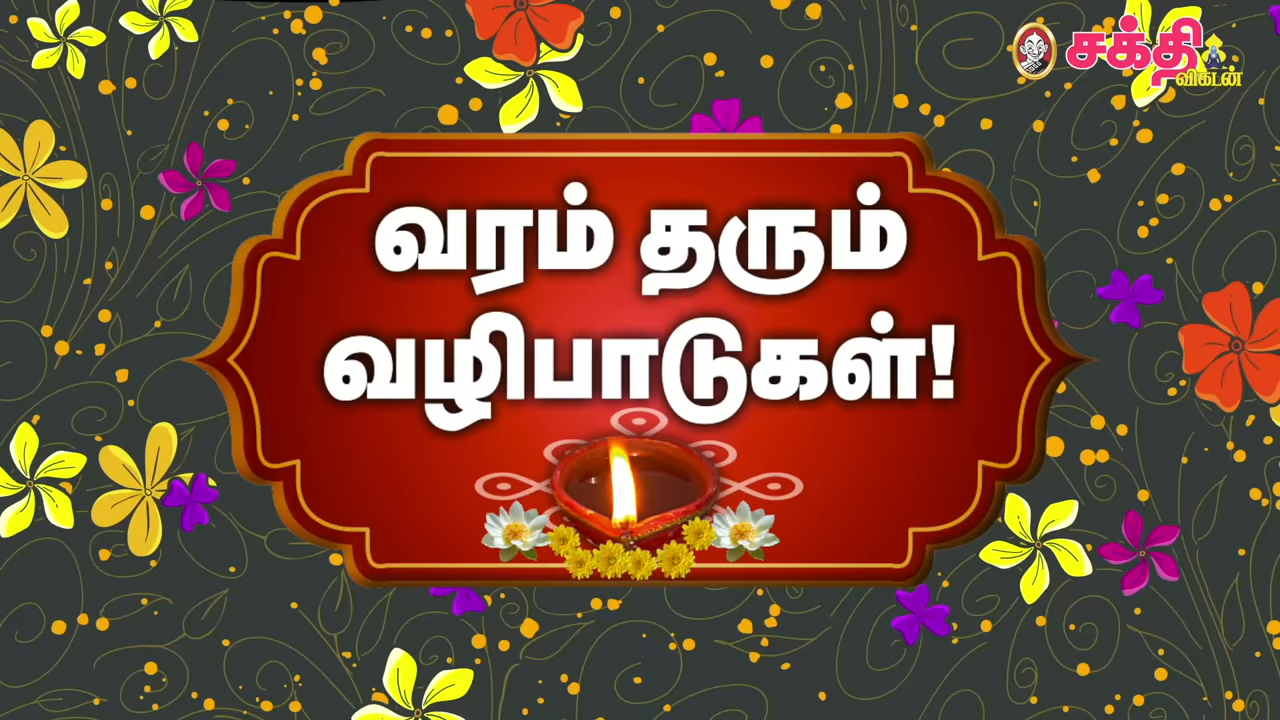 சக்தி
விகடன்
வரம் தரும்
வழிபாடுகள்!